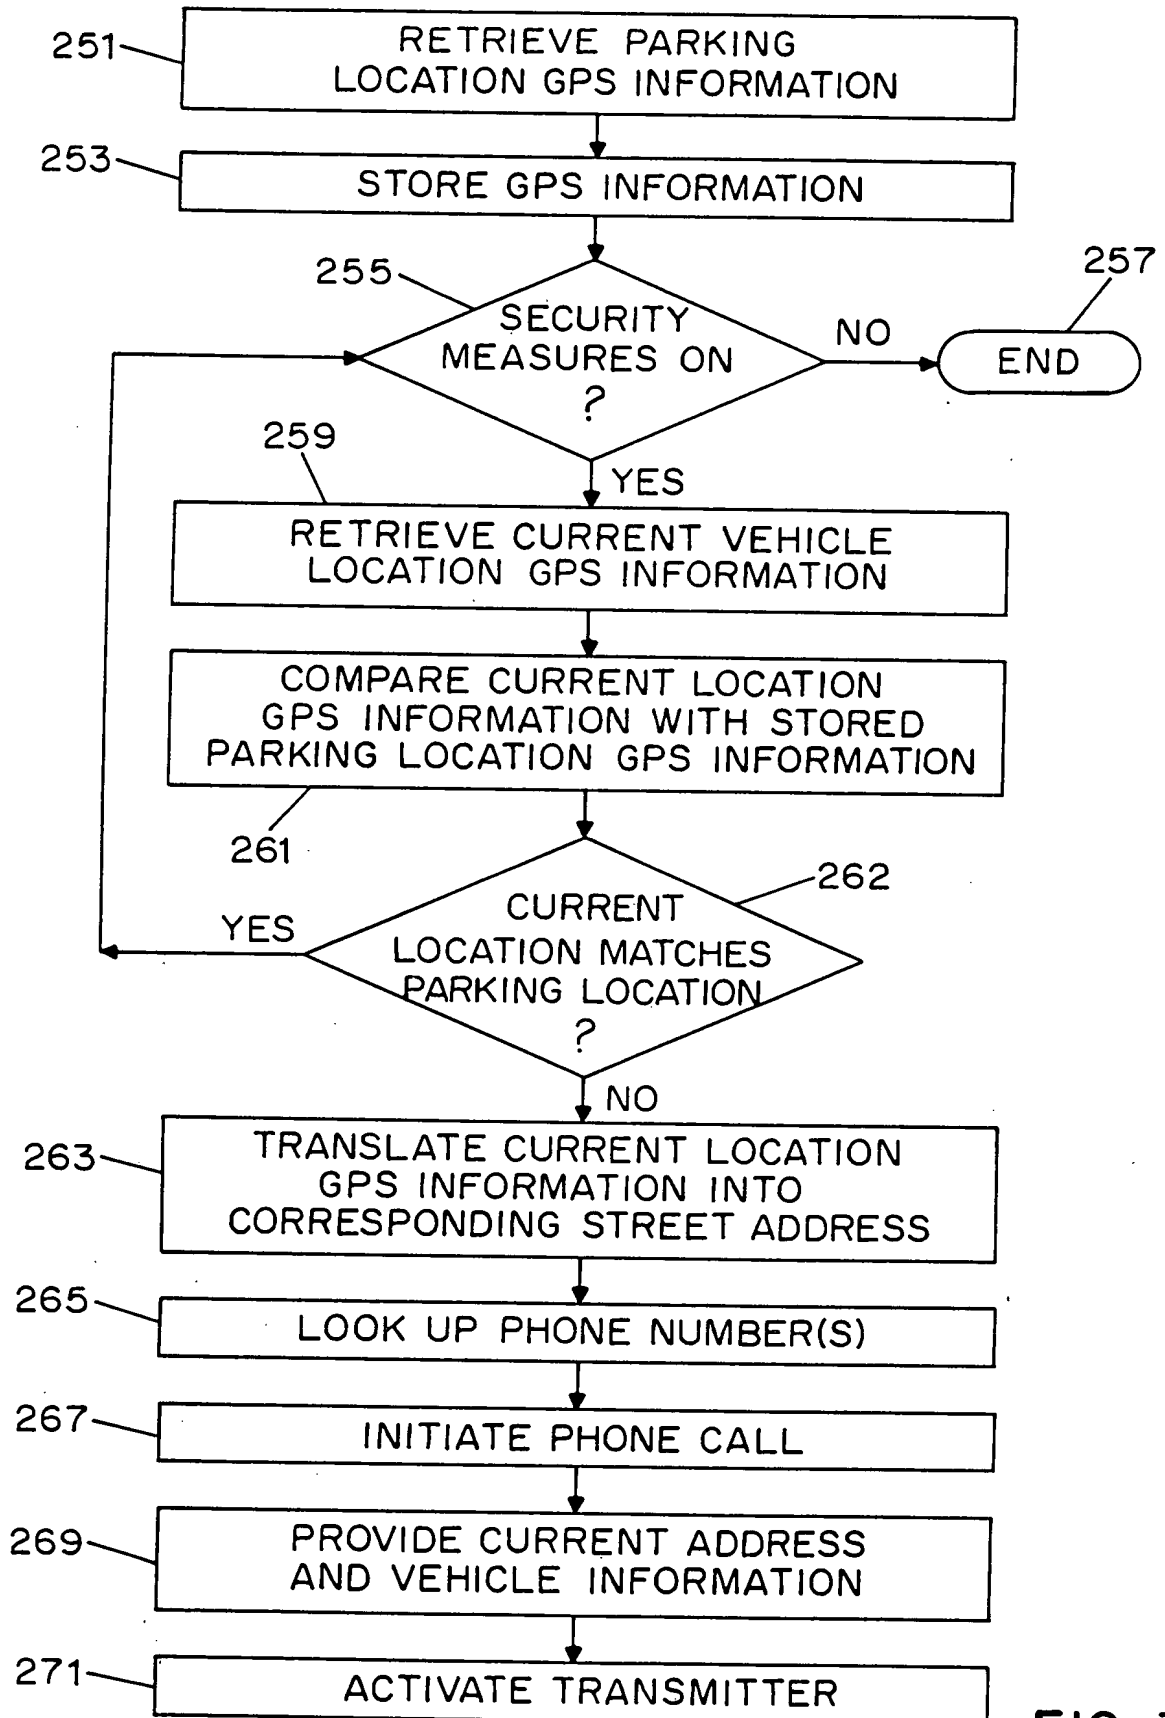 251
RETRIEVE PARKING
LOCATION GPS INFORMATION
253
STORE GPS INFORMATION
255
257
SECURITY
MEASURES ON
?
NO
END
259
YES
RETRIEVE CURRENT VEHICLE
LOCATION GPS INFORMATION
COMPARE CURRENT LOCATION
GPS INFORMATION WITH STORED
PARKING LOCATION GPS INFORMATION
261
262
CURRENT
LOCATION MATCHES
PARKING LOCATION
?
YES
NO
263
TRANSLATE CURRENT LOCATION
GPS INFORMATION INTO
CORRESPONDING STREET ADDRESS
265
LOOK UP PHONE NUMBER(S)
267
INITIATE PHONE CALL
269
PROVIDE CURRENT ADDRESS
AND VEHICLE INFORMATION
271
ACTIVATE TRANSMITTER
FIG.